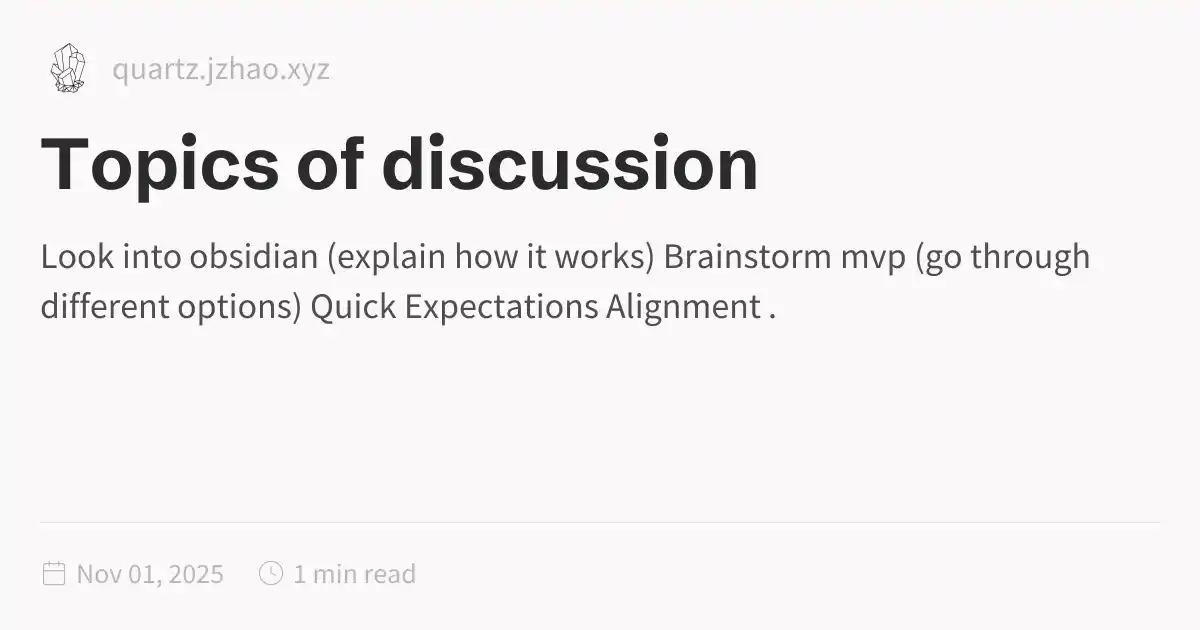 quartz.jzhao.xyz
Topics of discussion
Look into obsidian (explain how it works) Brainstorm mvp (go through
different options) Quick Expectations Alignment .
Nov 01, 2025 1 min read